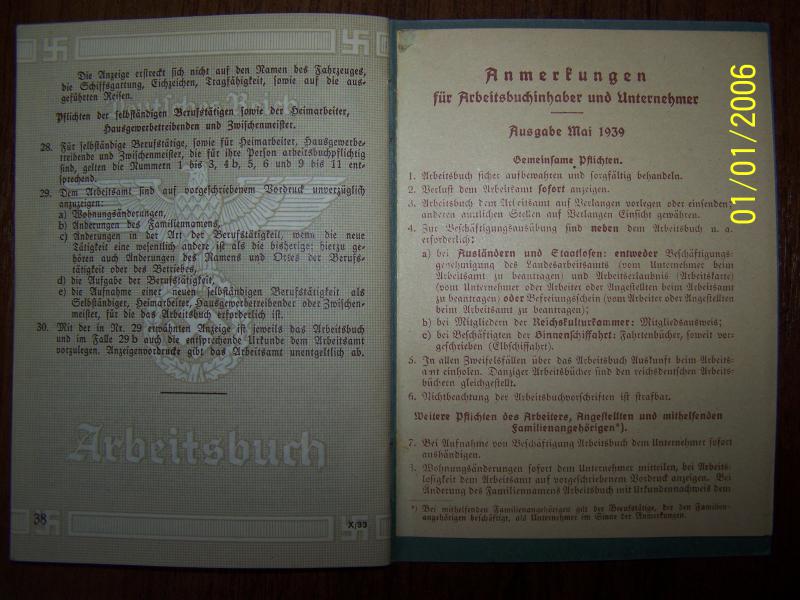 Die Anzeige erstreckt sich nicht auf den Namen des Fahrzeuges,
die Schiffsgattung, Eichzeichen, Tragfähigkeit, sowie auf die aus-
geführten Reisen.
Deutsches Reich
Pflichten der selbständigen Berufstätigen sowie der Heimarbeiter,
Hausgewerbetreibenden und Zwischenmeister.
28. Für selbständige Berufstätige, sowie für Heimarbeiter, Hausgewerbe-
treibende und Zwischenmeister, die für ihre Person arbeitsbuchpflichtig
sind, gelten die Nummern 1 bis 3, 4 b, 5, 6 und 9 bis 11 ent-
sprechend.
29. Dem Arbeitsamt sind auf vorgeschriebenem Vordruck unverzüglich
anzuzeigen:
a) Wohnungsänderungen,
b) Änderungen des Familiennamens,
c) Änderungen in der Art der Berufstätigkeit, wenn die neue
Tätigkeit eine wesentlich andere ist als die bisherige; hierzu ge-
hören auch Änderungen des Namens und Ortes der Berufs-
tätigkeit oder des Betriebes,
d) die Aufgabe der Berufstätigkeit,
e) die Aufnahme einer neuen selbständigen Berufstätigkeit als
Selbständiger, Heimarbeiter, Hausgewerbetreibender oder Zwischen-
meister, für die das Arbeitsbuch erforderlich ist.
30. Mit der in Nr. 29 erwähnten Anzeige ist jeweils das Arbeitsbuch
und im Falle 29 b auch die entsprechende Urkunde dem Arbeitsamt
vorzulegen. Anzeigenvordrucke gibt das Arbeitsamt unentgeltlich ab.
Arbeitsbuch
38
X/39
Anmerkungen
für Arbeitsbuchinhaber und Unternehmer
Ausgabe Mai 1939
Gemeinsame Pflichten.
1. Arbeitsbuch sicher aufbewahren und sorgfältig behandeln.
2. Verlust dem Arbeitsamt sofort anzeigen.
3. Arbeitsbuch dem Arbeitsamt auf Verlangen vorlegen oder einsenden,
anderen amtlichen Stellen auf Verlangen Einsicht gewähren.
4. Zur Beschäftigungsausübung sind neben dem Arbeitsbuch u. a.
erforderlich:
a) bei Ausländern und Staatlosen: entweder Beschäftigungs-
genehmigung des Landesarbeitsamts (vom Unternehmer beim
Arbeitsamt zu beantragen) und Arbeitserlaubnis (Arbeitskarte)
(vom Unternehmer oder Arbeiter oder Angestellten beim Arbeitsamt
zu beantragen) oder Befreiungsschein (vom Arbeiter oder Angestellten
beim Arbeitsamt zu beantragen);
b) bei Mitgliedern der Reichskulturkammer: Mitgliedsausweis;
c) bei Beschäftigten der Binnenschiffahrt: Fahrtenbücher, soweit vor-
geschrieben (Elbschiffahrt).
5. In allen Zweifelsfällen über das Arbeitsbuch Auskunft beim Arbeits-
amt einholen. Danziger Arbeitsbücher sind den reichsdeutschen Arbeits-
büchern gleichgestellt.
6. Nichtbeachtung der Arbeitsbuchvorschriften ist strafbar.
Weitere Pflichten des Arbeiters, Angestellten und mithelfenden
Familienangehörigen*).
7. Bei Aufnahme von Beschäftigung Arbeitsbuch dem Unternehmer sofort
aushändigen.
8. Wohnungsänderungen sofort dem Unternehmer mitteilen, bei Arbeits-
losigkeit dem Arbeitsamt auf vorgeschriebenem Vordruck anzeigen. Bei
Änderung des Familiennamens Arbeitsbuch mit Urkundennachweis dem
*) Bei mithelfenden Familienangehörigen gilt der Berufstätige, der den Familien-
angehörigen beschäftigt, als Unternehmer im Sinne der Anmerkungen.
01/01/2006